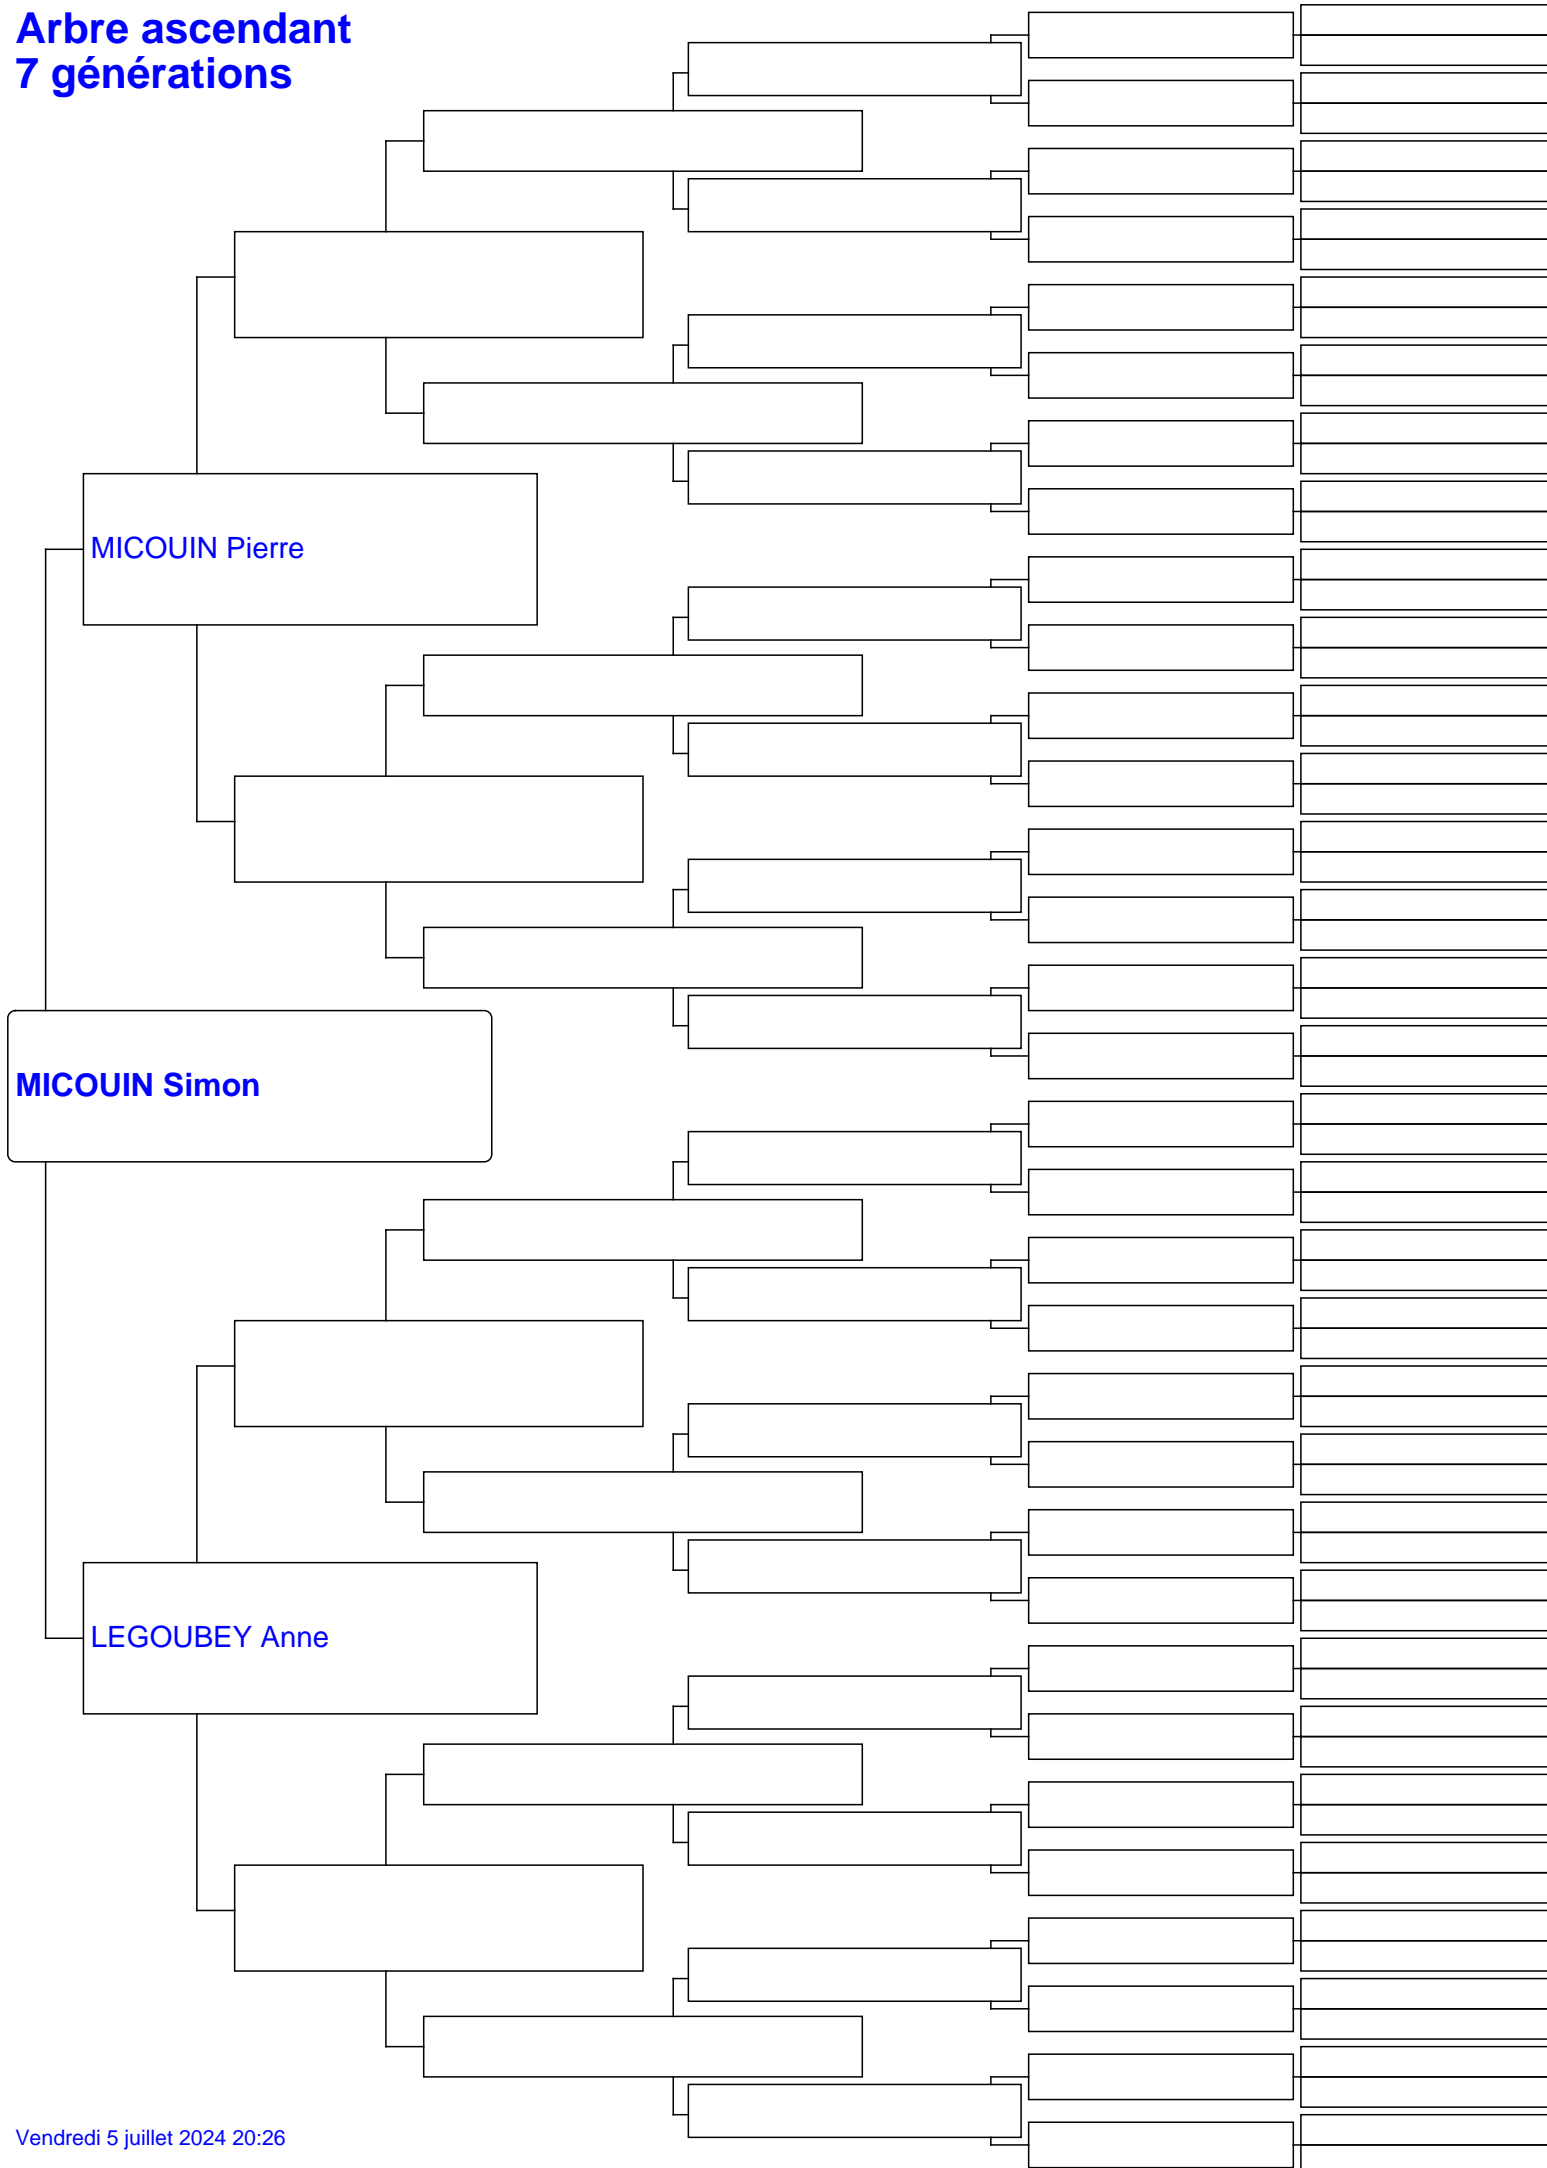 Arbre ascendant
7 générations
MICOUIN Pierre
MICOUIN Simon
LEGOUBEY Anne
Vendredi 5 juillet 2024 20:26